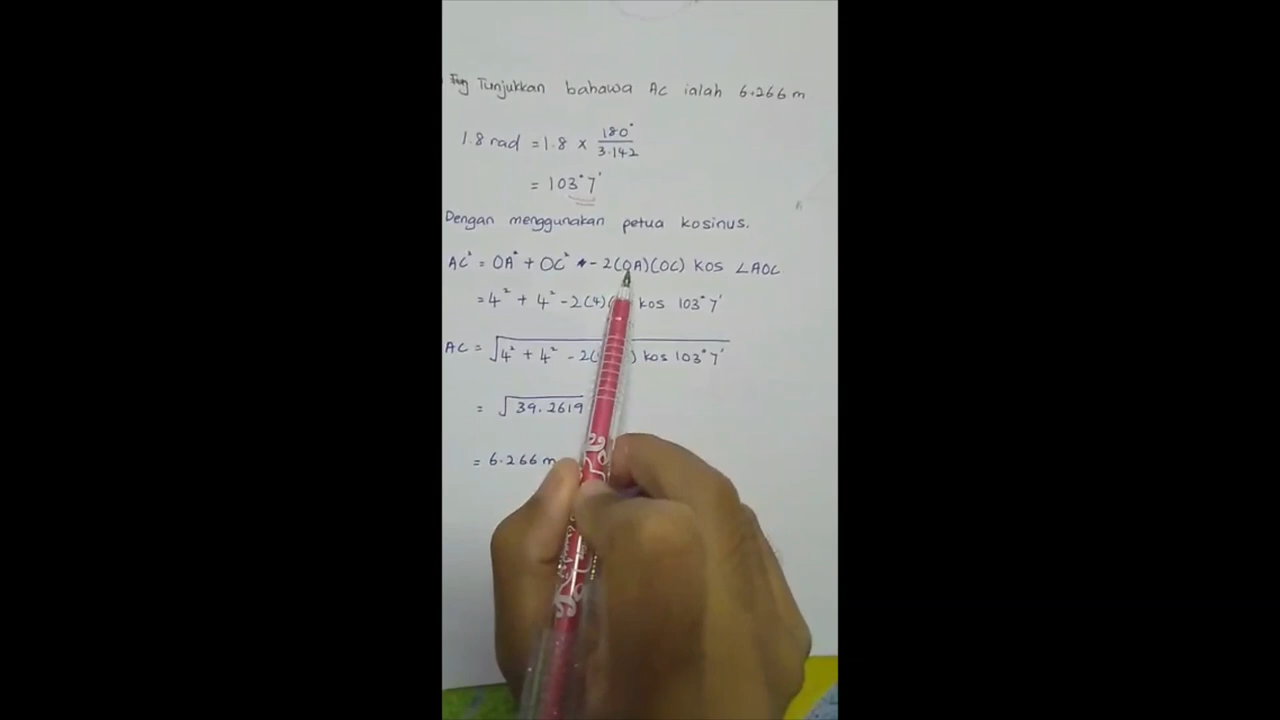 Tunjukkan bahawa AC ialah 6.266 m
1.8 rad = 1.8 × 180°/3.142
= 103°7'
Dengan menggunakan petua kosinus.
AC² = OA² + OC² - 2(OA)(OC) kos ∠AOC
= 4² + 4² - 2(4)( kos 103°7'
AC = √4² + 4² - 2( ) kos 103°7'
= √39.2619
= 6.266 m
A